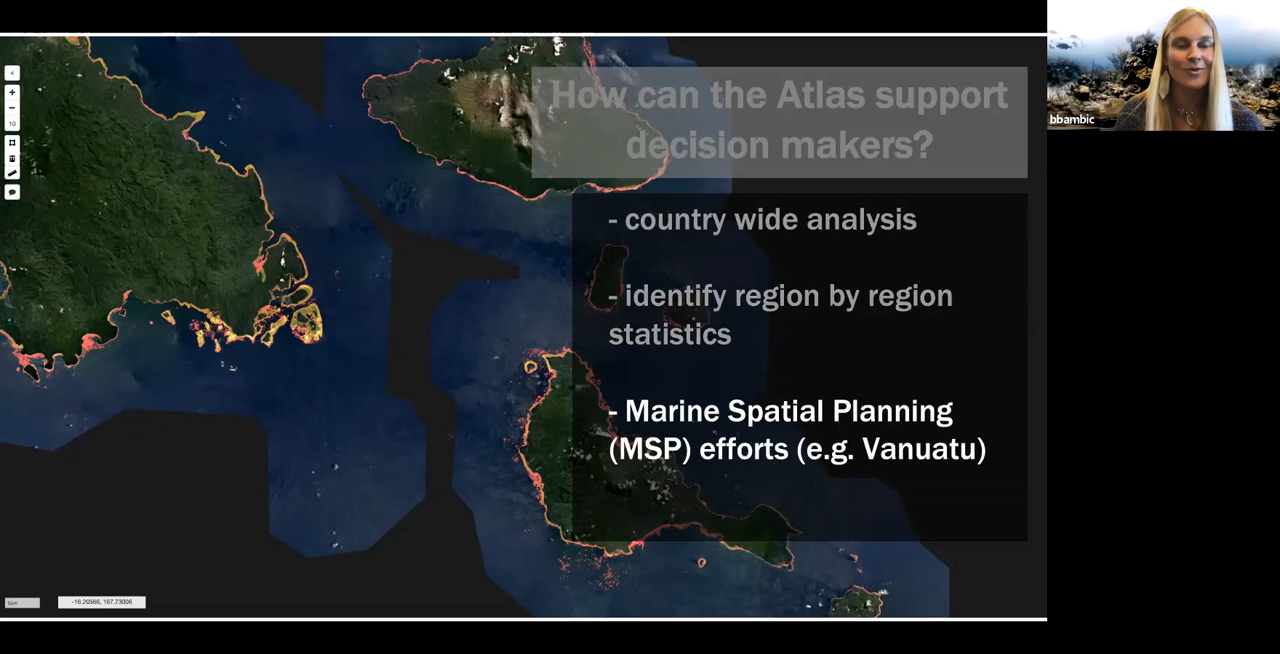 How can the Atlas support
decision makers?
bbambic
- country wide analysis
- identify region by region
statistics
- Marine Spatial Planning
(MSP) efforts (e.g. Vanuatu)
10
-16.20566, 167.73006